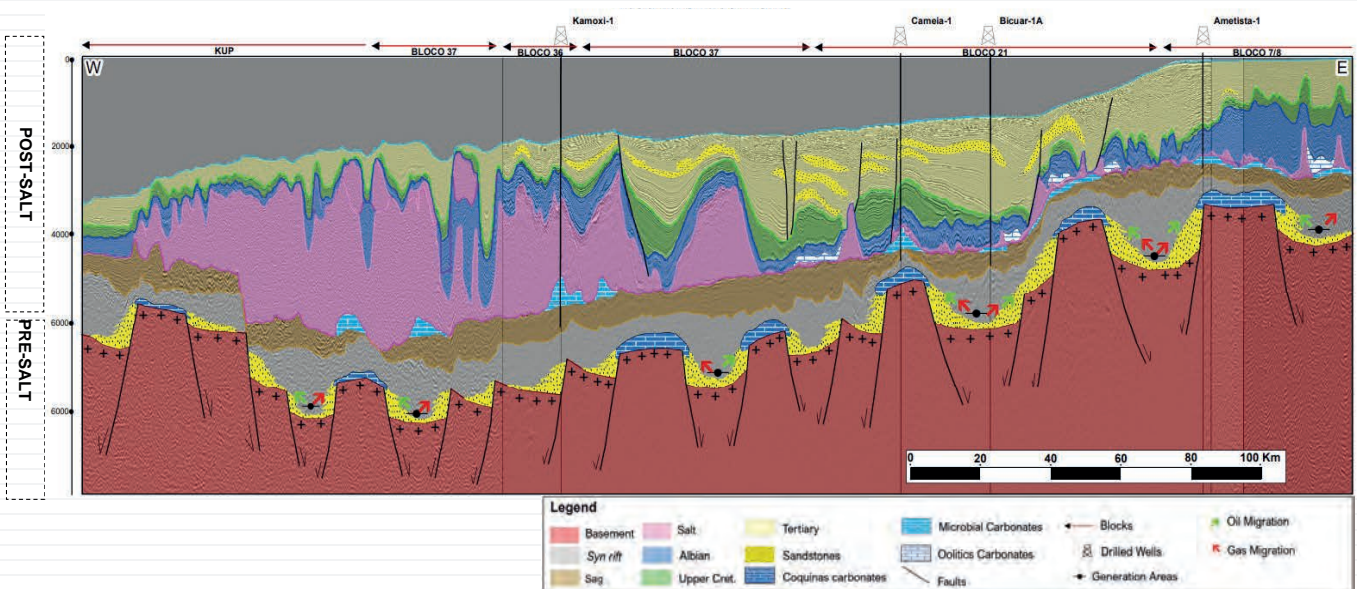 Kamoxi-1 Cameia-1 Bicuar-1A Ametista-1
KUP BLOCO 37 BLOCO 36 BLOCO 37 BLOCO 21 BLOCO 7/8
W E
POST-SALT
PRE-SALT
0
2000
4000
6000
6000
0 20 40 60 80 100 Km
Legend
Basement
Syn rift
Sag
Salt
Albian
Upper Cret.
Tertiary
Sandstones
Coquinas carbonates
Microbial Carbonates
Oolitics Carbonates
Faults
Blocks
Drilled Wells
Generation Areas
Oil Migration
Gas Migration